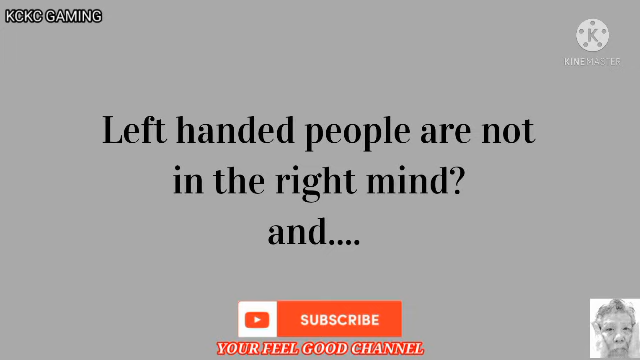 KCKC GAMING
K
KINEMASTER
Left handed people are not
in the right mind?
and....
SUBSCRIBE
YOUR FEEL GOOD CHANNEL